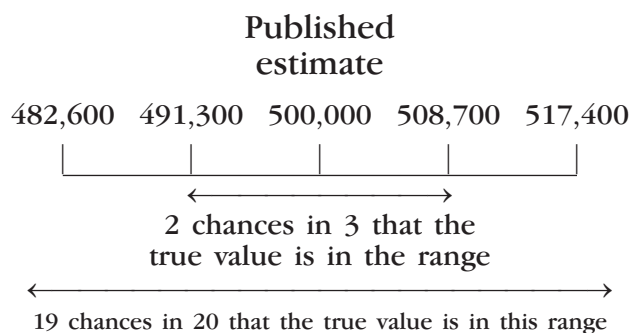 Published
estimate
482,600 491,300 500,000 508,700 517,400
2 chances in 3 that the
true value is in the range
19 chances in 20 that the true value is in this range